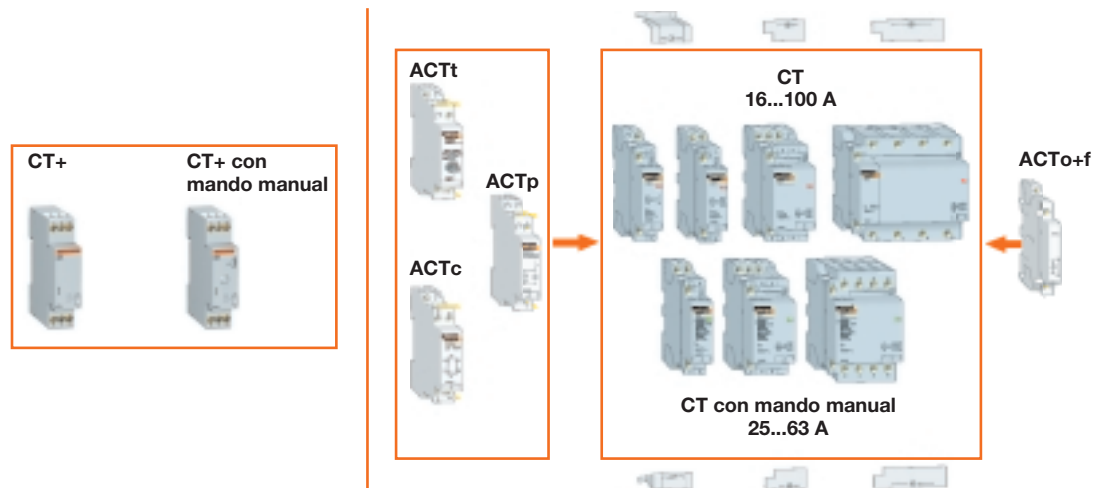 CT+
CT+ con
mando manual
ACTt
ACTp
ACTc
CT
16...100 A
CT con mando manual
25...63 A
ACTo+f